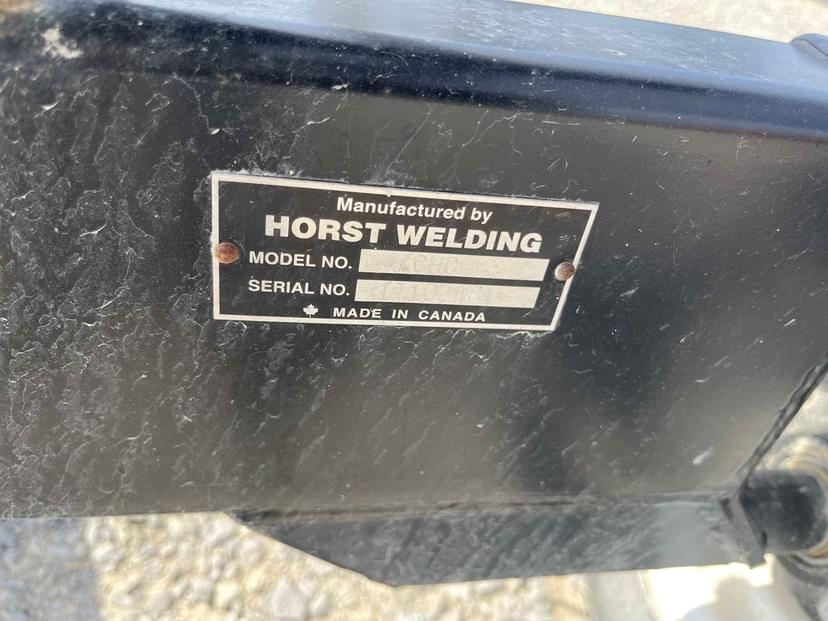 Manufactured by
HORST WELDING
MODEL NO.
SERIAL NO.
MADE IN CANADA